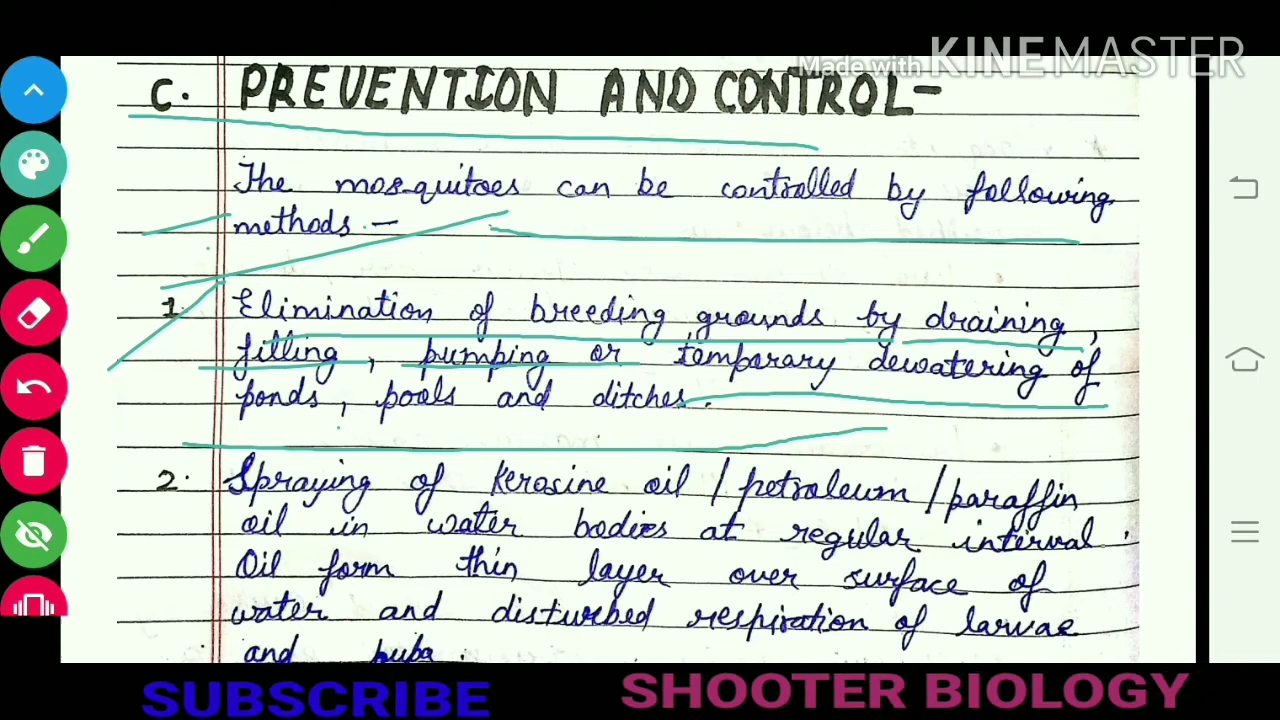 Made with KINEMASTER
C. PREVENTION AND CONTROL-
The mosquitoes can be controlled by following
methods. -
1. Elimination of breeding grounds by draining,
filling, pumping or temparary dewatering of
ponds, pools and ditches.
2. Spraying of kerosine oil / petroleum / paraffin
oil in water bodies at regular interval.
Oil form thin layer over surface of
water and disturbed respiration of larvae
and puba.
SUBSCRIBE SHOOTER BIOLOGY